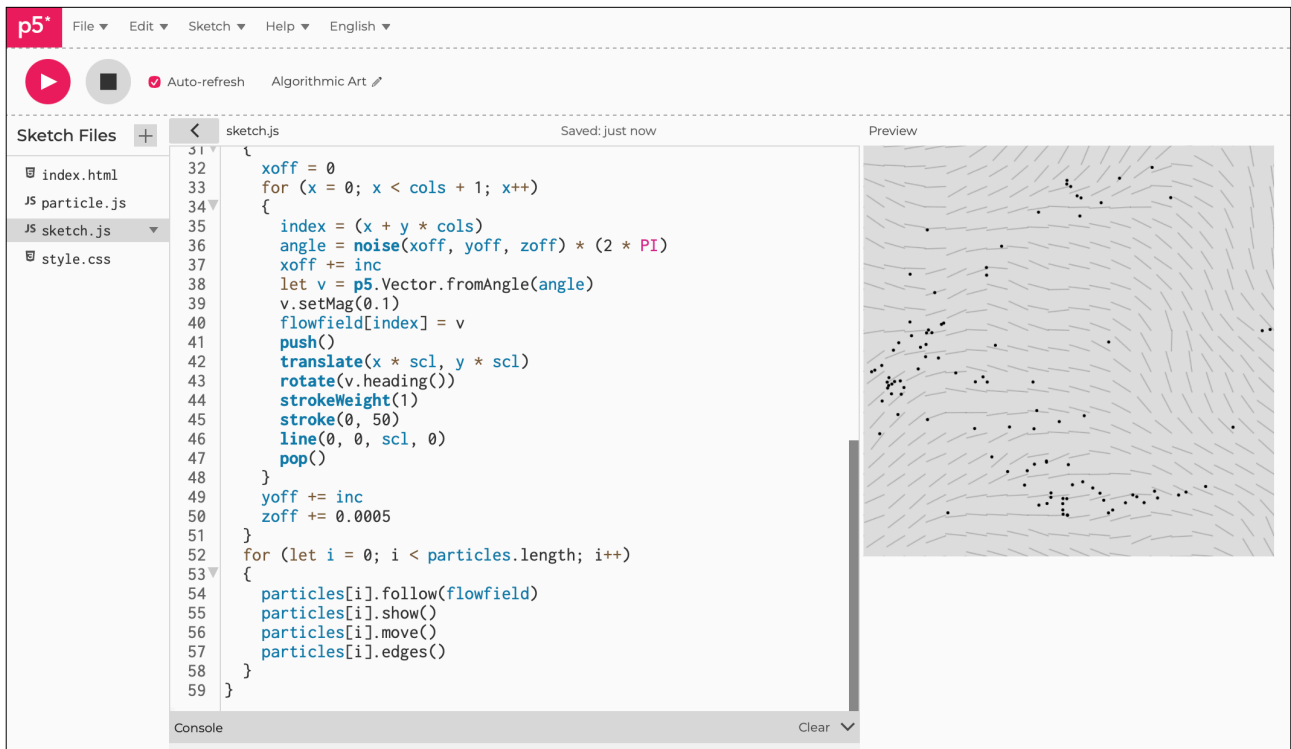 p5* File Edit Sketch Help English
Auto-refresh Algorithmic Art
Sketch Files
index.html
JS particle.js
JS sketch.js
style.css
sketch.js Saved: just now
31 {
32 xoff = 0
33 for (x = 0; x < cols + 1; x++)
34 {
35 index = (x + y * cols)
36 angle = noise(xoff, yoff, zoff) * (2 * PI)
37 xoff += inc
38 let v = p5.Vector.fromAngle(angle)
39 v.setMag(0.1)
40 flowfield[index] = v
41 push()
42 translate(x * scl, y * scl)
43 rotate(v.heading())
44 strokeWeight(1)
45 stroke(0, 50)
46 line(0, 0, scl, 0)
47 pop()
48 }
49 yoff += inc
50 zoff += 0.0005
51 }
52 for (let i = 0; i < particles.length; i++)
53 {
54 particles[i].follow(flowfield)
55 particles[i].show()
56 particles[i].move()
57 particles[i].edges()
58 }
59 }
Console Clear
Preview